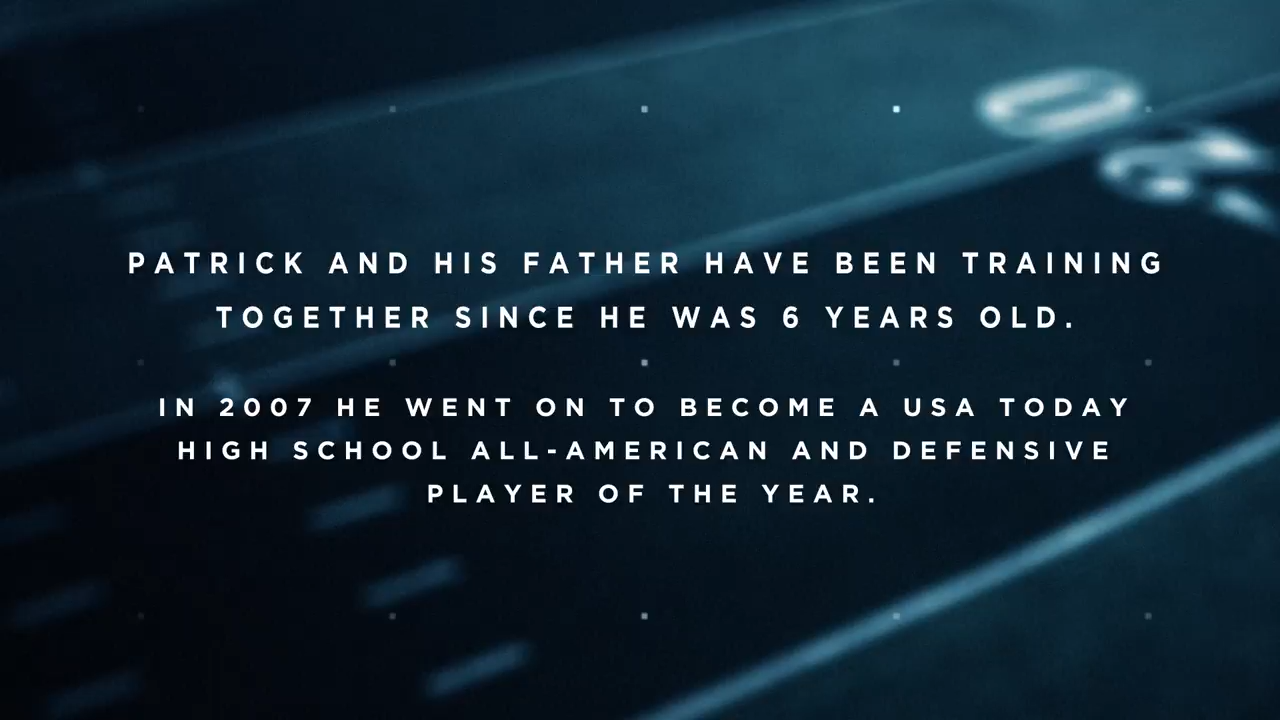 PATRICK AND HIS FATHER HAVE BEEN TRAINING
TOGETHER SINCE HE WAS 6 YEARS OLD.
IN 2007 HE WENT ON TO BECOME A USA TODAY
HIGH SCHOOL ALL-AMERICAN AND DEFENSIVE
PLAYER OF THE YEAR.